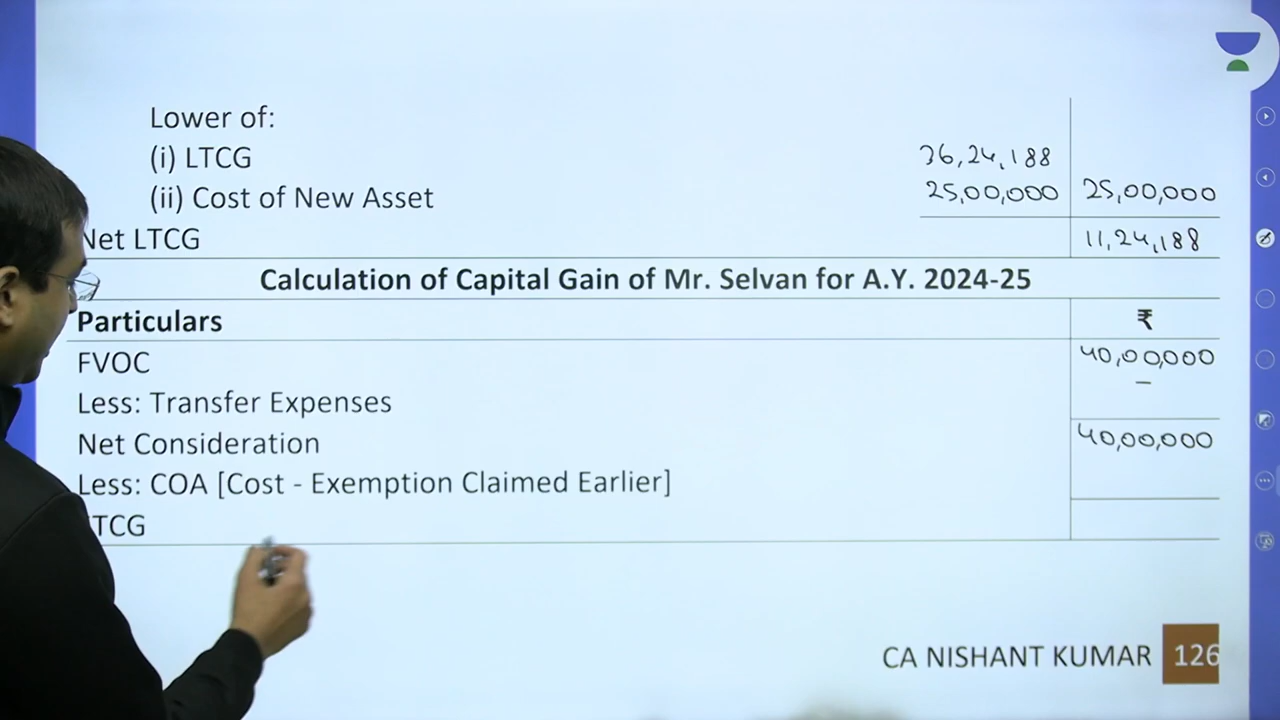 Lower of:
(i) LTCG 36,24,188
(ii) Cost of New Asset 25,00,000 25,00,000
Net LTCG 11,24,188
Calculation of Capital Gain of Mr. Selvan for A.Y. 2024-25
Particulars ₹
FVOC 40,00,000
Less: Transfer Expenses –
Net Consideration 40,00,000
Less: COA [Cost - Exemption Claimed Earlier]
TCG
CA NISHANT KUMAR 126